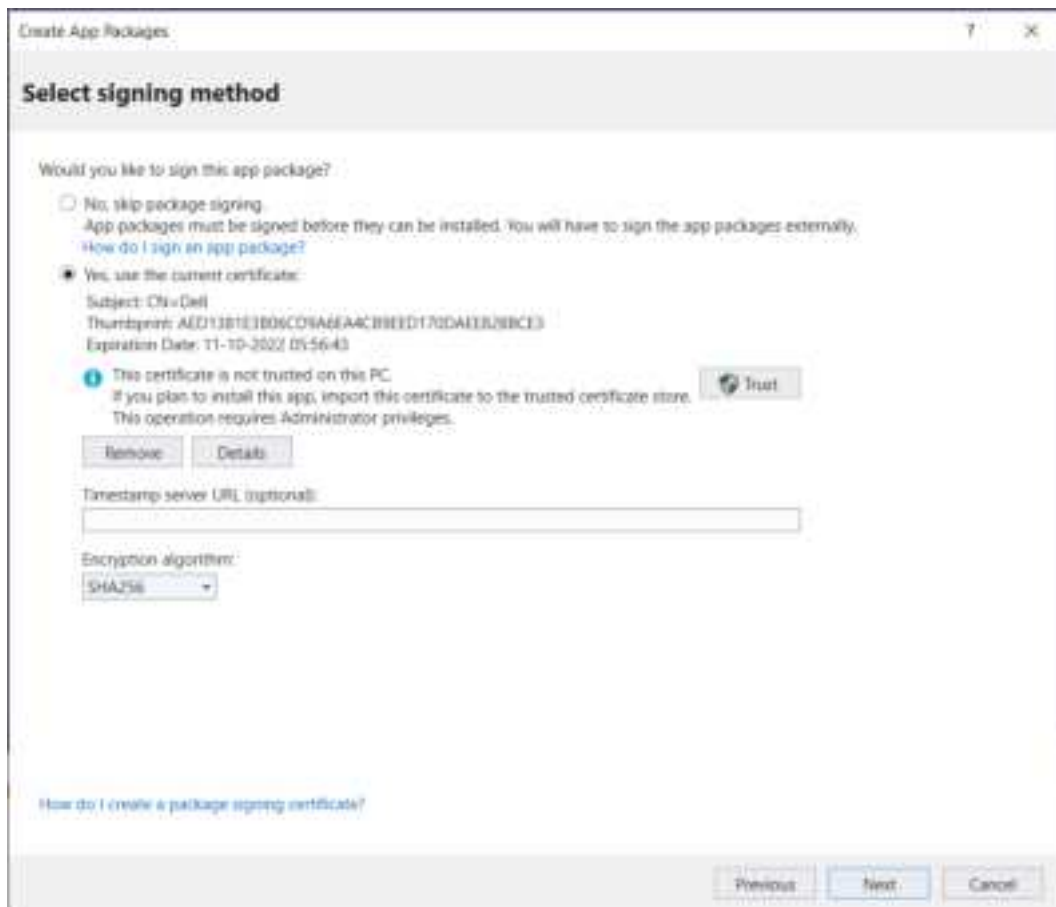 Create App Packages
?
Select signing method
Would you like to sign this app package?
No, skip package signing.
App packages must be signed before they can be installed. You will have to sign the app packages externally.
How do I sign an app package?
Yes, use the current certificate:
Subject: CN=Dell
Thumbprint:
Expiration Date: 11-10-2022 05:56:43
This certificate is not trusted on this PC.
If you plan to install this app, import this certificate to the trusted certificate store.
This operation requires Administrator privileges.
Trust
Remove Details
Timestamp server URL (optional):
Encryption algorithm:
SHA256
How do I create a package signing certificate?
Previous Next Cancel